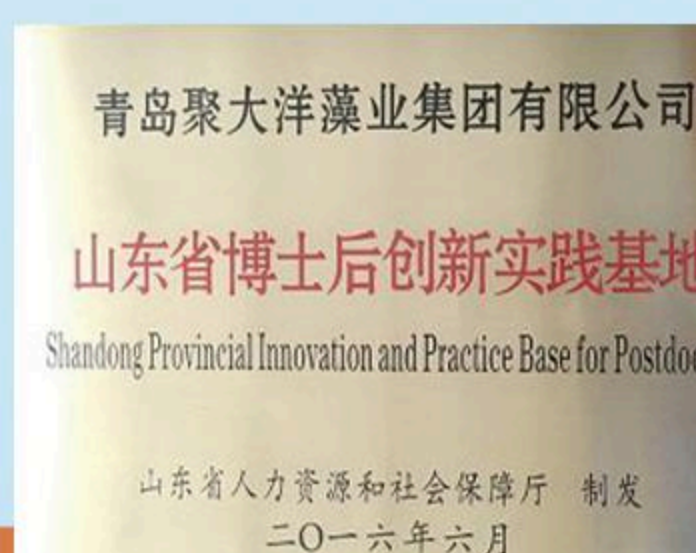 青岛聚大洋藻业集团有限公司
山东省博士后创新实践基地
Shandong Provincial Innovation and Practice Base for
山东省人力资源和社会保障厅 制发
二〇一六年六月